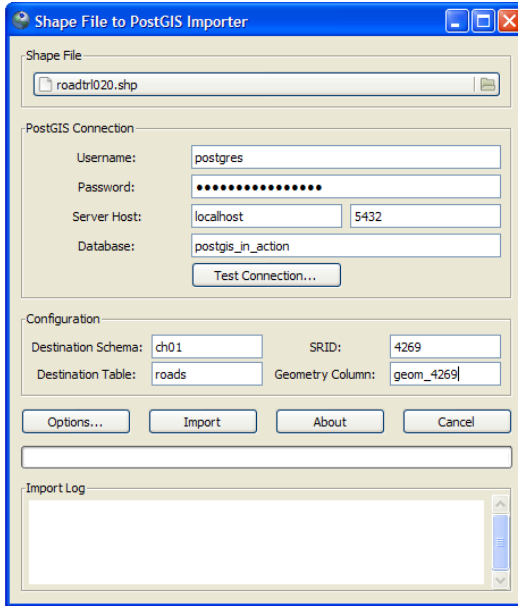 Shape File to PostGIS Importer
Shape File
roadtrl020.shp
PostGIS Connection
Username: postgres
Password: ••••••••••••••••
Server Host: localhost 5432
Database: postgis_in_action
Test Connection...
Configuration
Destination Schema: ch01 SRID: 4269
Destination Table: roads Geometry Column: geom_4269
Options... Import About Cancel
Import Log